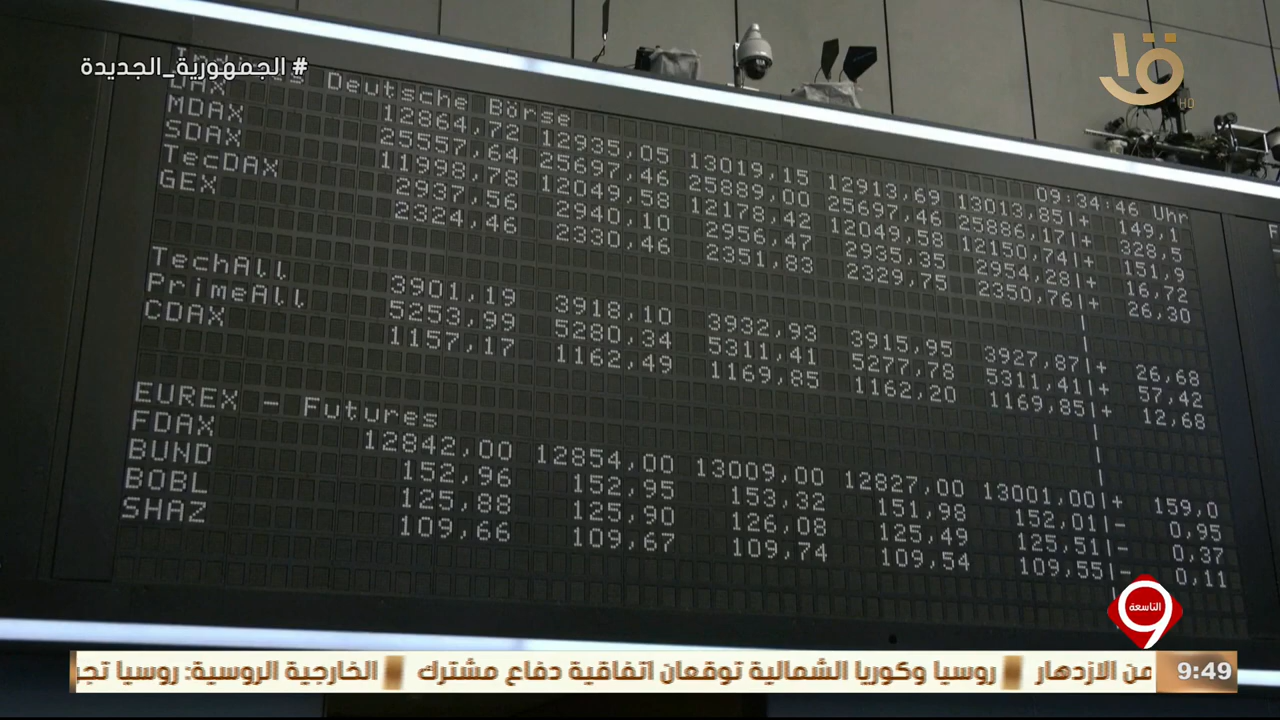 #الجمهورية_الجديدة
ON
HD
Indices Deutsche Börse 09:34:46 Uhr
DAX 12864,72 12935,05 13019,15 12913,69 13013,85|+ 149,1
MDAX 25557,64 25697,46 25889,00 25697,46 25886,17|+ 328,5
SDAX 11998,78 12049,58 12178,42 12049,58 12150,74|+ 151,9
TecDAX 2937,56 2940,10 2956,47 2935,35 2954,28|+ 16,72
GEX 2324,46 2330,46 2351,83 2329,75 2350,76|+ 26,30
TechAll 3901,19 3918,10 3932,93 3915,95 3927,87|+ 26,68
PrimeAll 5253,99 5280,34 5311,41 5277,78 5311,41|+ 57,42
CDAX 1157,17 1162,49 1169,85 1162,20 1169,85|+ 12,68
EUREX - Futures
FDAX 12842,00 12854,00 13009,00 12827,00 13001,00|+ 159,0
BUND 152,96 152,95 153,32 151,98 152,01|- 0,95
BOBL 125,88 125,90 126,08 125,49 125,51|- 0,37
SHAZ 109,66 109,67 109,74 109,54 109,55|- 0,11
التاسعة
9
9:49 من الازدهار روسيا وكوريا الشمالية توقعان اتفاقية دفاع مشترك الخارجية الروسية: روسيا